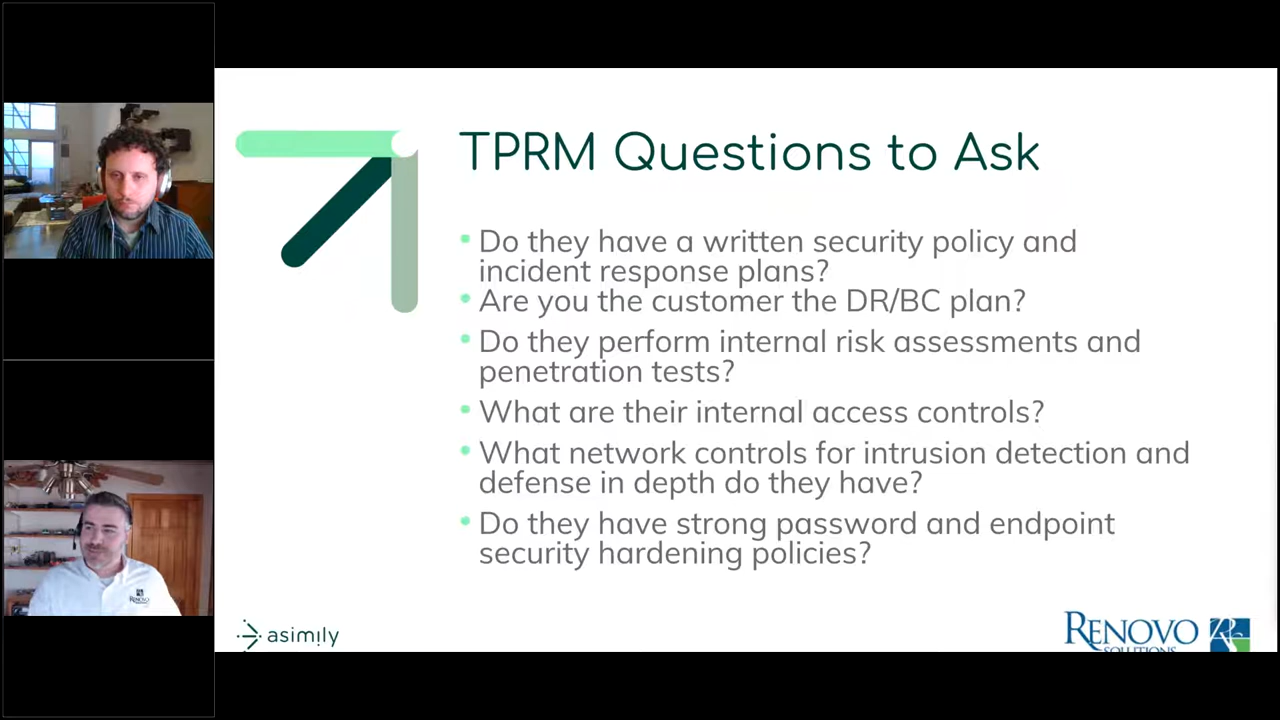 TPRM Questions to Ask
• Do they have a written security policy and
incident response plans?
• Are you the customer the DR/BC plan?
• Do they perform internal risk assessments and
penetration tests?
• What are their internal access controls?
• What network controls for intrusion detection and
defense in depth do they have?
• Do they have strong password and endpoint
security hardening policies?
asimily
RENOVO
SOLUTIONS
RENOVO